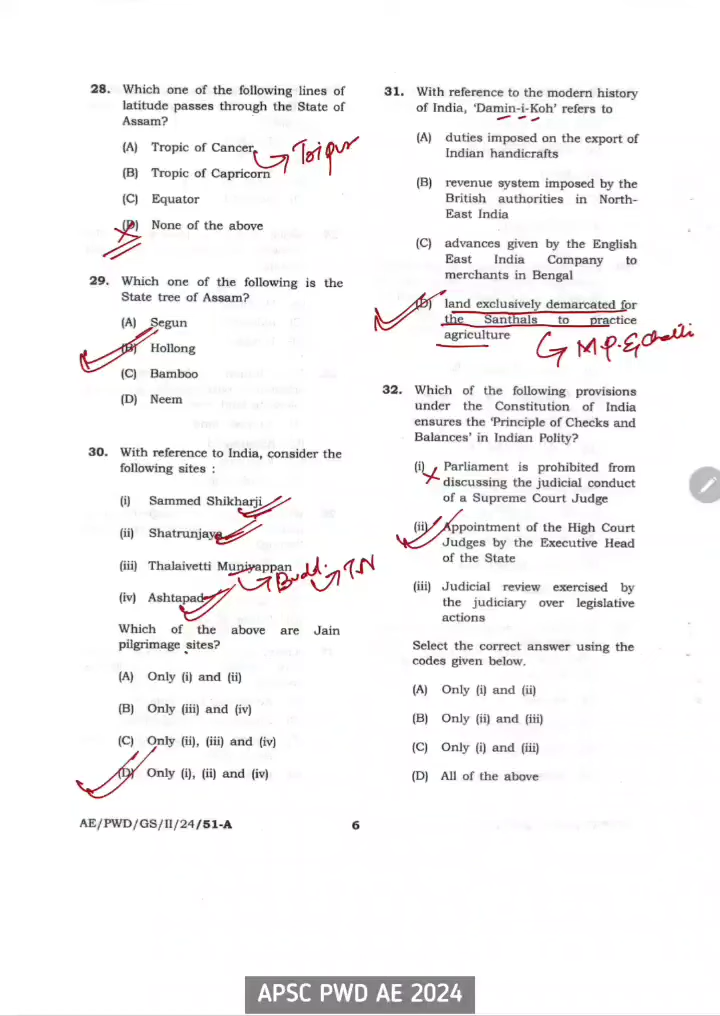 28. Which one of the following lines of
latitude passes through the State of
Assam?
(A) Tropic of Cancer
(B) Tropic of Capricorn
(C) Equator
(D) None of the above
29. Which one of the following is the
State tree of Assam?
(A) Segun
(B) Hollong
(C) Bamboo
(D) Neem
30. With reference to India, consider the
following sites :
(i) Sammed Shikharji
(ii) Shatrunjaya
(iii) Thalaivetti Muniyappan
Budd. T.N
(iv) Ashtapad
Which of the above are Jain
pilgrimage sites?
(A) Only (i) and (ii)
(B) Only (iii) and (iv)
(C) Only (ii), (iii) and (iv)
(D) Only (i), (ii) and (iv)
31. With reference to the modern history
of India, ‘Damin-i-Koh’ refers to
(A) duties imposed on the export of
Indian handicrafts
(B) revenue system imposed by the
British authorities in North-
East India
(C) advances given by the English
East India Company to
merchants in Bengal
(D) land exclusively demarcated for
the Santhals to practice
agriculture
32. Which of the following provisions
under the Constitution of India
ensures the ‘Principle of Checks and
Balances’ in Indian Polity?
(i) Parliament is prohibited from
discussing the judicial conduct
of a Supreme Court Judge
(ii) Appointment of the High Court
Judges by the Executive Head
of the State
(iii) Judicial review exercised by
the judiciary over legislative
actions
Select the correct answer using the
codes given below.
(A) Only (i) and (ii)
(B) Only (ii) and (iii)
(C) Only (i) and (iii)
(D) All of the above
AE/PWD/GS/II/24/51-A
6
APSC PWD AE 2024